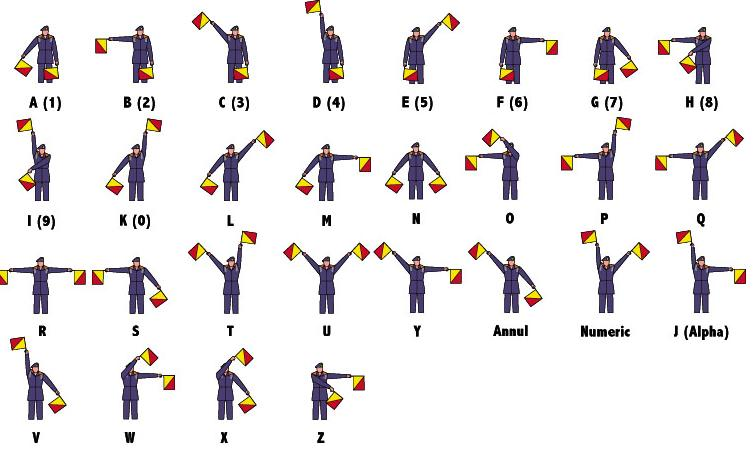 A (1) B (2) C (3) D (4) E (5) F (6) G (7) H (8)
I (9) K (0) L M N O P Q
R S T U Y Annul Numeric J (Alpha)
V W X Z